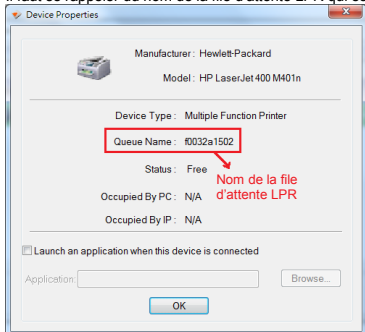 Device Properties
Manufacturer : Hewlett-Packard
Model : HP LaserJet 400 M401n
Device Type : Multiple Function Printer
Queue Name : f0032a1502
Status : Free
Nom de la file
d'attente LPR
Occupied By PC : N/A
Occupied By IP : N/A
Launch an application when this device is connected
Application:
Browse...
OK